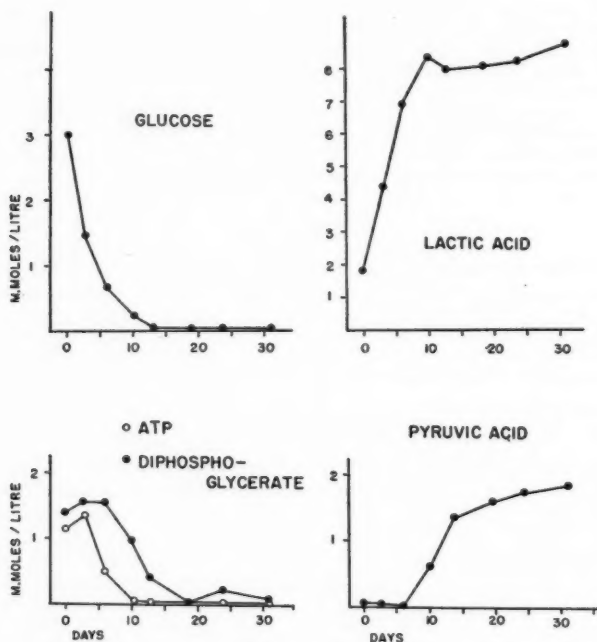 GLUCOSE
3
2
1
M.MOLES / LITRE
0 10 20 30
LACTIC ACID
8
7
6
5
4
3
2
1
0 10 20 30
ATP
DIPHOSPHO-
GLYCERATE
2
1
M.MOLES / LITRE
0 10 20 30
DAYS
PYRUVIC ACID
2
1
0 10 20 30
DAYS